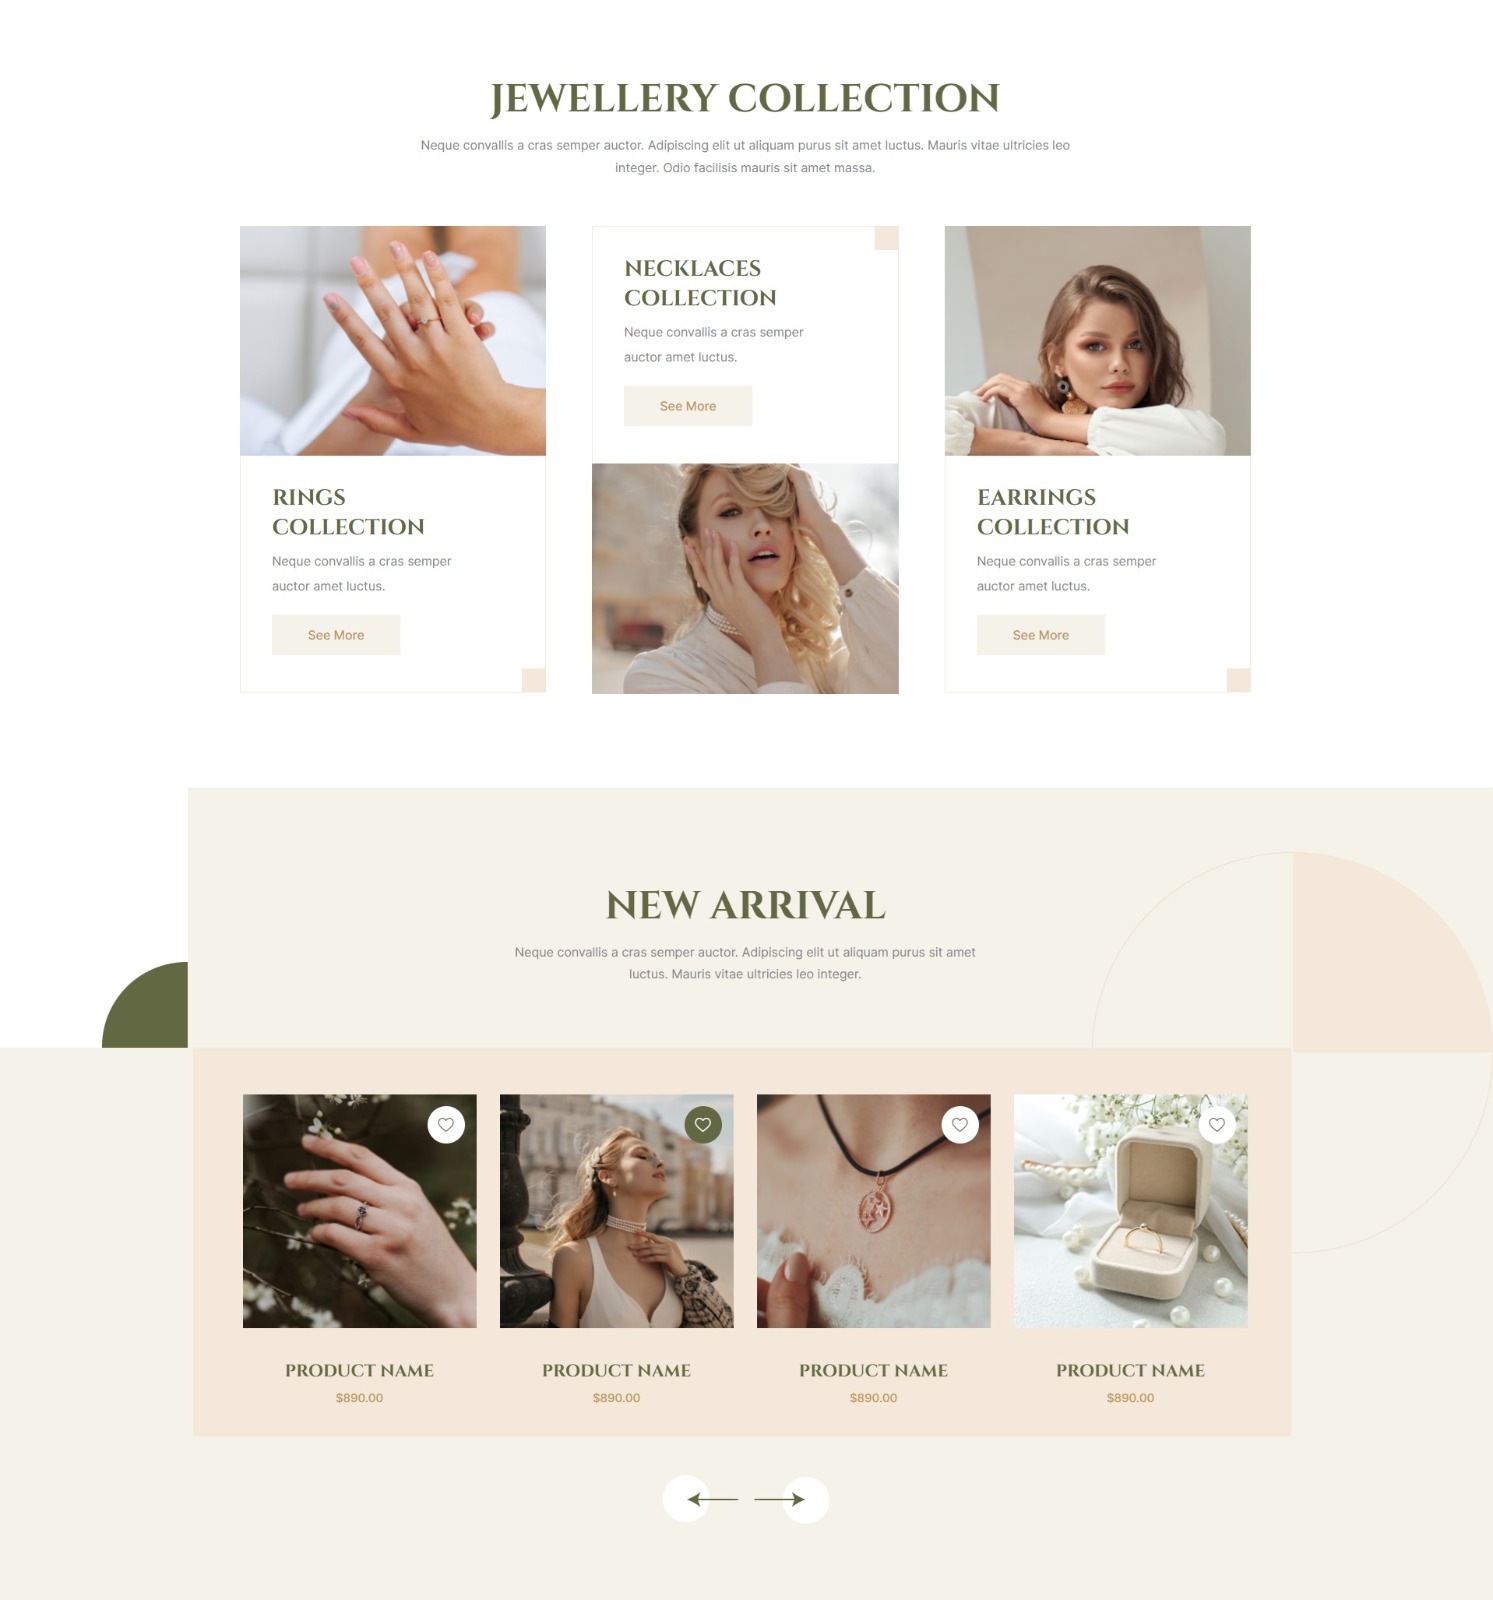 JEWELLERY COLLECTION
Neque convallis a cras semper auctor. Adipiscing elit ut aliquam purus sit amet luctus. Mauris vitae ultricies leo
integer. Odio facilisis mauris sit amet massa.
RINGS
COLLECTION
Neque convallis a cras semper
auctor amet luctus.
See More
NECKLACES
COLLECTION
Neque convallis a cras semper
auctor amet luctus.
See More
EARRINGS
COLLECTION
Neque convallis a cras semper
auctor amet luctus.
See More
NEW ARRIVAL
Neque convallis a cras semper auctor. Adipiscing elit ut aliquam purus sit amet
luctus. Mauris vitae ultricies leo integer.
PRODUCT NAME
$890.00
PRODUCT NAME
$890.00
PRODUCT NAME
$890.00
PRODUCT NAME
$890.00